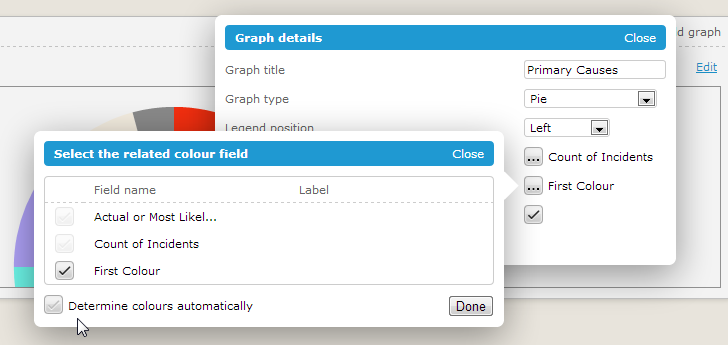 Graph details
Close
d graph
Edit
Graph title
Primary Causes
Graph type
Pie
Legend position
Left
... Count of Incidents
... First Colour
Select the related colour field
Close
Field name
Label
Actual or Most Likel...
Count of Incidents
First Colour
Determine colours automatically
Done